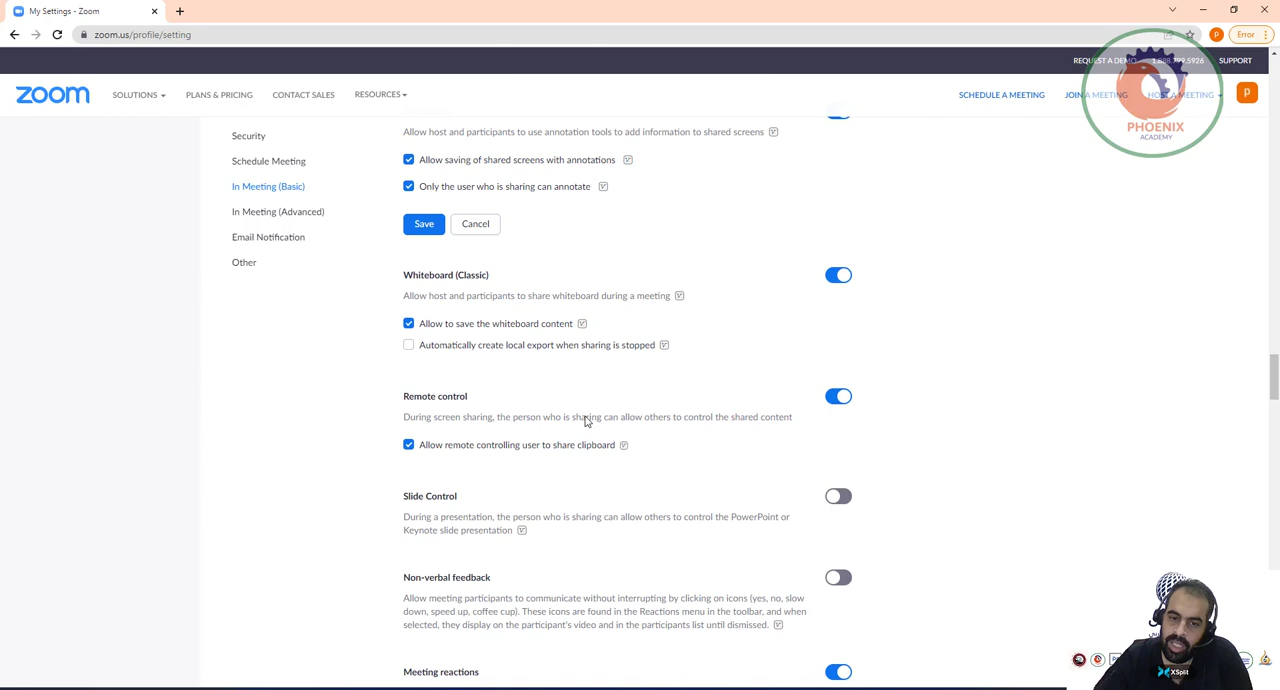 My Settings - Zoom
zoom.us/profile/setting
P
Error
REQUEST A DEMO
1.888.799.5926
SUPPORT
zoom
SOLUTIONS
PLANS & PRICING
CONTACT SALES
RESOURCES
SCHEDULE A MEETING
JOIN A MEETING
HOST A MEETING
P
PHOENIX
ACADEMY
Security
Schedule Meeting
In Meeting (Basic)
In Meeting (Advanced)
Email Notification
Other
Allow host and participants to use annotation tools to add information to shared screens
Allow saving of shared screens with annotations
Only the user who is sharing can annotate
Save
Cancel
Whiteboard (Classic)
Allow host and participants to share whiteboard during a meeting
Allow to save the whiteboard content
Automatically create local export when sharing is stopped
Remote control
During screen sharing, the person who is sharing can allow others to control the shared content
Allow remote controlling user to share clipboard
Slide Control
During a presentation, the person who is sharing can allow others to control the PowerPoint or
Keynote slide presentation
Non-verbal feedback
Allow meeting participants to communicate without interrupting by clicking on icons (yes, no, slow
down, speed up, coffee cup). These icons are found in the Reactions menu in the toolbar, and when
selected, they display on the participant's video and in the participants list until dismissed.
Meeting reactions
XSplit